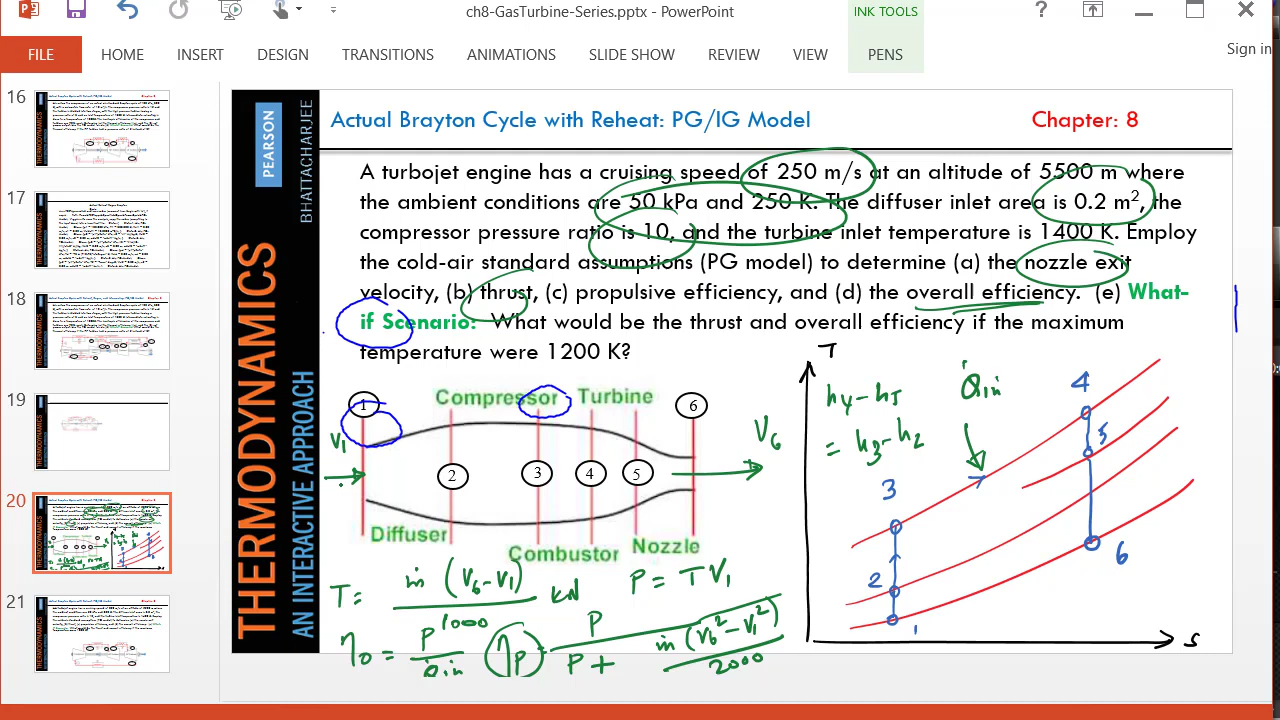 ch8-GasTurbine-Series.pptx - PowerPoint
INK TOOLS
?
FILE
HOME
INSERT
DESIGN
TRANSITIONS
ANIMATIONS
SLIDE SHOW
REVIEW
VIEW
PENS
Sign in
16
17
18
19
20
21
PEARSON
BHATTACHARJEE
THERMODYNAMICS
AN INTERACTIVE APPROACH
Actual Brayton Cycle with Reheat: PG/IG Model
Chapter: 8
A turbojet engine has a cruising speed of 250 m/s at an altitude of 5500 m where
the ambient conditions are 50 kPa and 250 K. The diffuser inlet area is 0.2 m², the
compressor pressure ratio is 10, and the turbine inlet temperature is 1400 K. Employ
the cold-air standard assumptions (PG model) to determine (a) the nozzle exit
velocity, (b) thrust, (c) propulsive efficiency, and (d) the overall efficiency. (e) What-
if Scenario: What would be the thrust and overall efficiency if the maximum
temperature were 1200 K?
1
Compressor
Turbine
6
V₁
V₆
2
3
4
5
Diffuser
Combustor
Nozzle
T = ṁ (V₆-V₁) / 1000 kN
P = T V₁
η₀ = P / Q̇in
ηp = P / P + ṁ (V₆² - V₁²) / 2000
T
h4 - h5
= h3 - h2
Q̇in
4
5
3
2
1
6
s